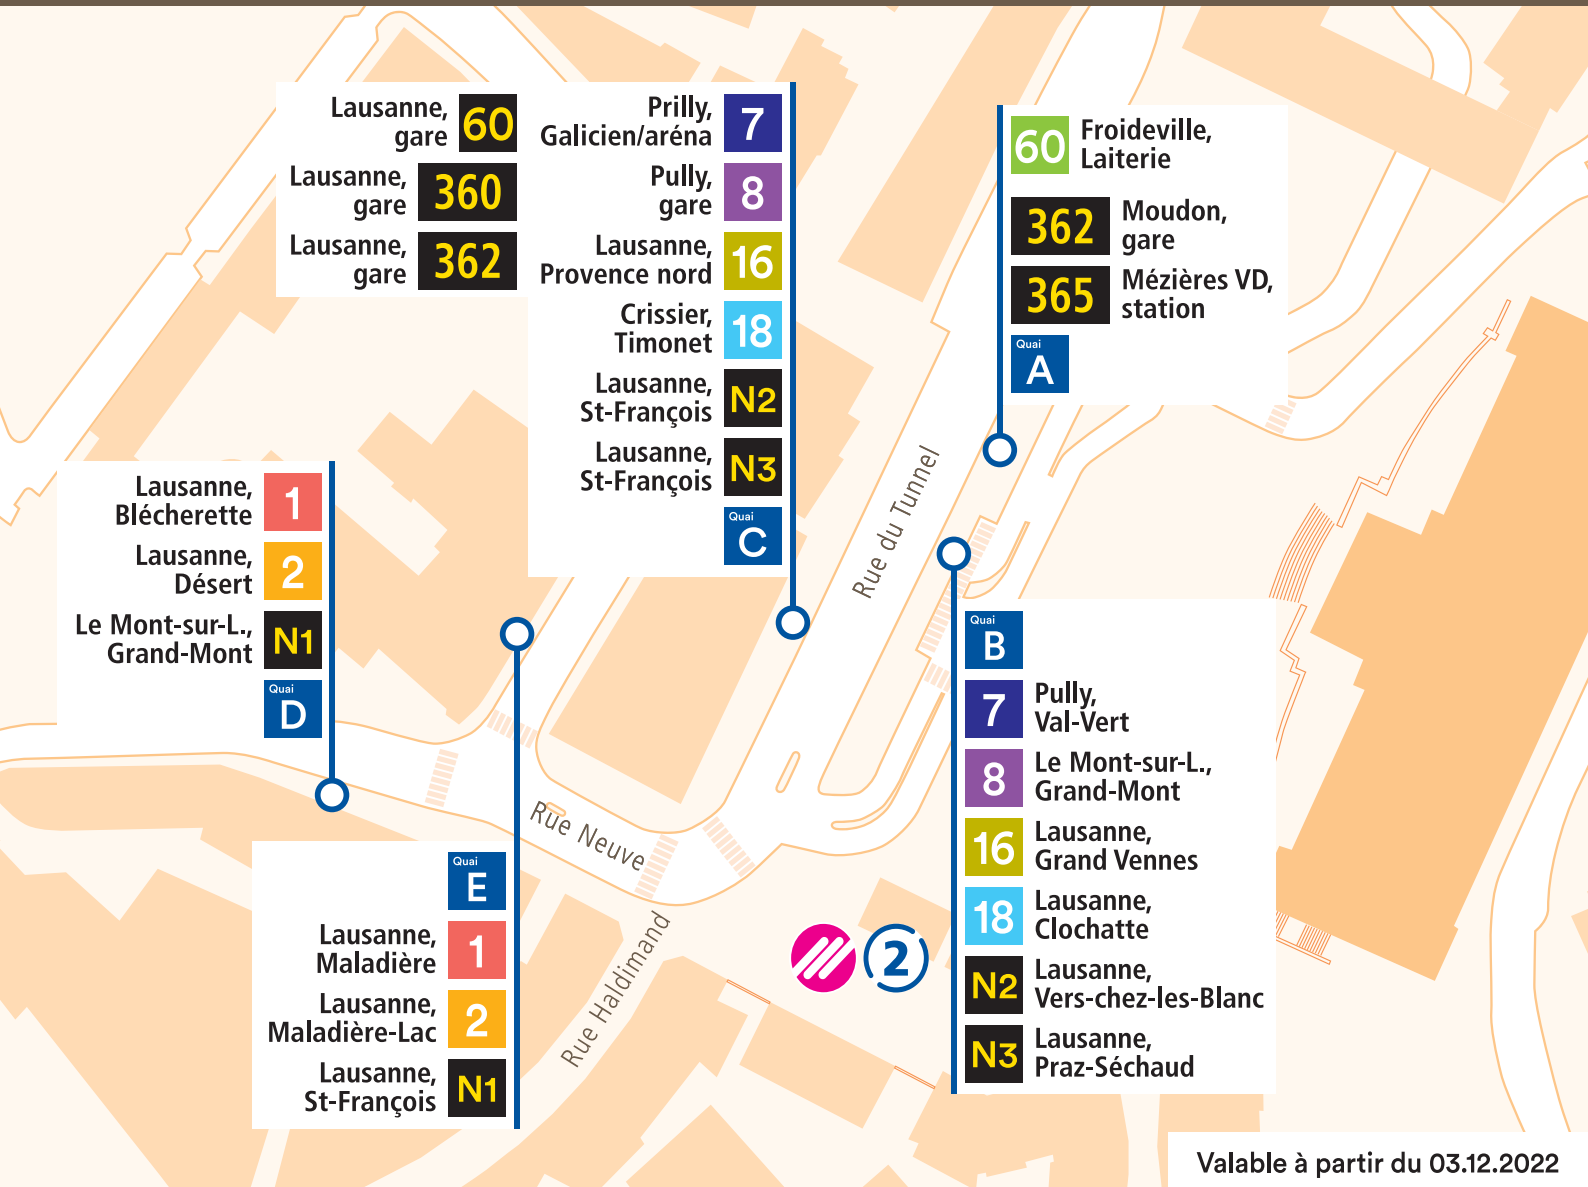 Lausanne,
gare 60
Lausanne,
gare 360
Lausanne,
gare 362
Prilly,
Galicien/aréna 7
Pully,
gare 8
Lausanne,
Provence nord 16
Crissier,
Timonet 18
Lausanne,
St-François N2
Lausanne,
St-François N3
Quai
C
60 Froideville,
Laiterie
362 Moudon,
gare
365 Mézières VD,
station
Quai
A
Lausanne,
Blécherette 1
Lausanne,
Désert 2
Le Mont-sur-L.,
Grand-Mont N1
Quai
D
Rue du Tunnel
Quai
B
7 Pully,
Val-Vert
8 Le Mont-sur-L.,
Grand-Mont
16 Lausanne,
Grand Vennes
18 Lausanne,
Clochatte
N2 Lausanne,
Vers-chez-les-Blanc
N3 Lausanne,
Praz-Séchaud
Rue Neuve
Quai
E
Lausanne,
Maladière 1
Lausanne,
Maladière-Lac 2
Lausanne,
St-François N1
Rue Haldimand
2
Valable à partir du 03.12.2022